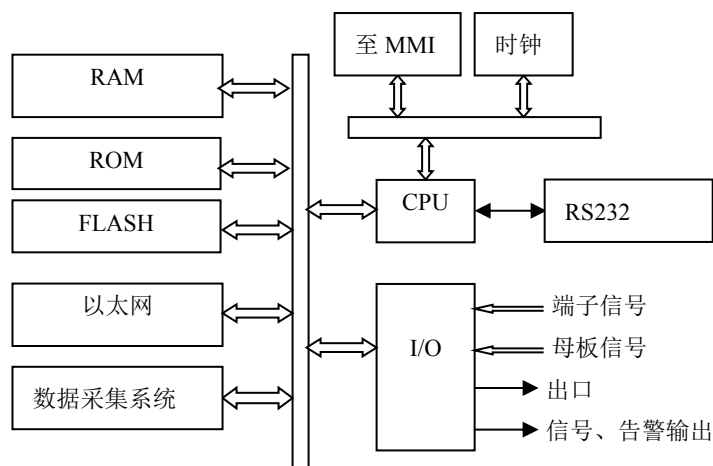 至 MMI
时钟
RAM
ROM
CPU
FLASH
RS232
以太网
端子信号
I/O
母板信号
数据采集系统
出口
信号、告警输出